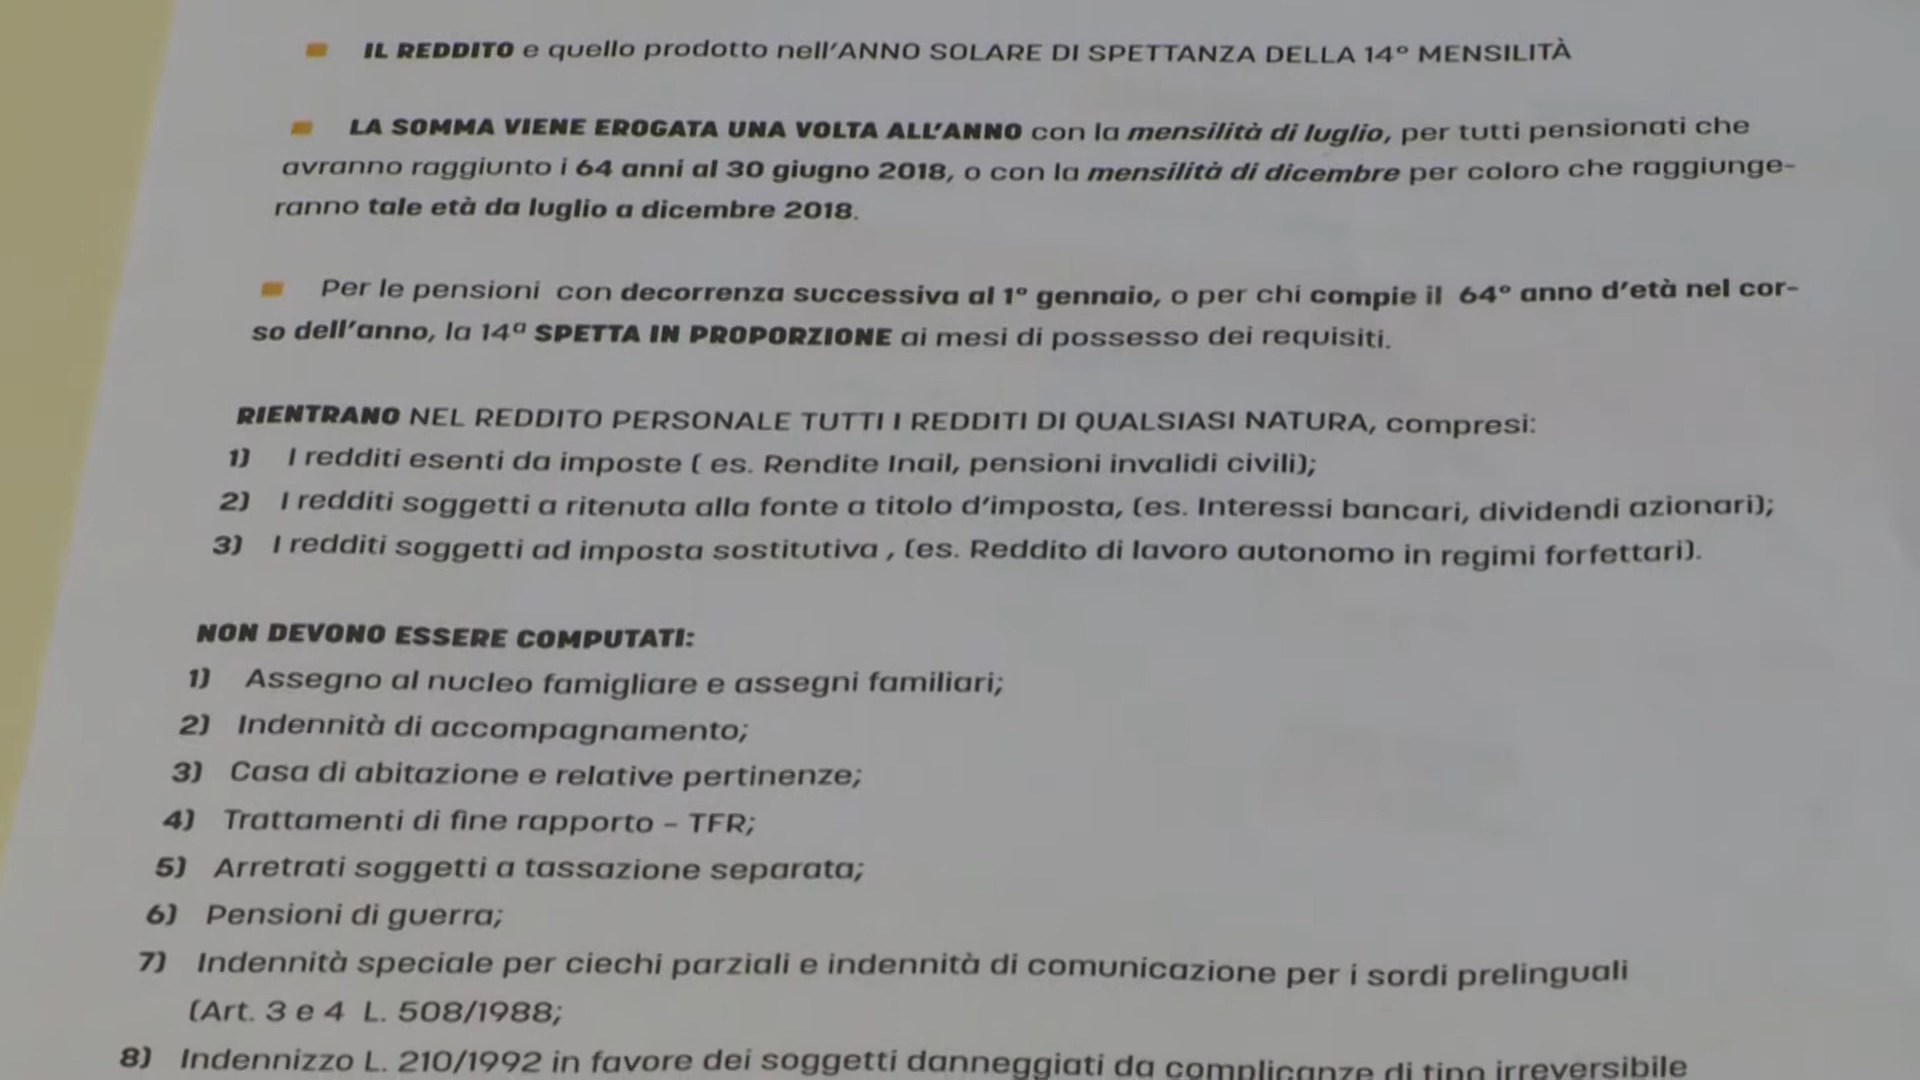 IL REDDITO e quello prodotto nell'ANNO SOLARE DI SPETTANZA DELLA 14° MENSILITÀ
LA SOMMA VIENE EROGATA UNA VOLTA ALL'ANNO con la mensilità di luglio, per tutti pensionati che
avranno raggiunto i 64 anni al 30 giugno 2018, o con la mensilità di dicembre per coloro che raggiunge-
ranno tale età da luglio a dicembre 2018.
Per le pensioni con decorrenza successiva al 1° gennaio, o per chi compie il 64° anno d'età nel cor-
so dell'anno, la 14ª SPETTA IN PROPORZIONE ai mesi di possesso dei requisiti.
RIENTRANO NEL REDDITO PERSONALE TUTTI I REDDITI DI QUALSIASI NATURA, compresi:
1) I redditi esenti da imposte ( es. Rendite Inail, pensioni invalidi civili);
2) I redditi soggetti a ritenuta alla fonte a titolo d'imposta, (es. Interessi bancari, dividendi azionari);
3) I redditi soggetti ad imposta sostitutiva , (es. Reddito di lavoro autonomo in regimi forfettari).
NON DEVONO ESSERE COMPUTATI:
1) Assegno al nucleo famigliare e assegni familiari;
2) Indennità di accompagnamento;
3) Casa di abitazione e relative pertinenze;
4) Trattamenti di fine rapporto – TFR;
5) Arretrati soggetti a tassazione separata;
6) Pensioni di guerra;
7) Indennità speciale per ciechi parziali e indennità di comunicazione per i sordi prelinguali
(Art. 3 e 4 L. 508/1988;
8) Indennizzo L. 210/1992 in favore dei soggetti danneggiati da complicanze di tipo irreversibile